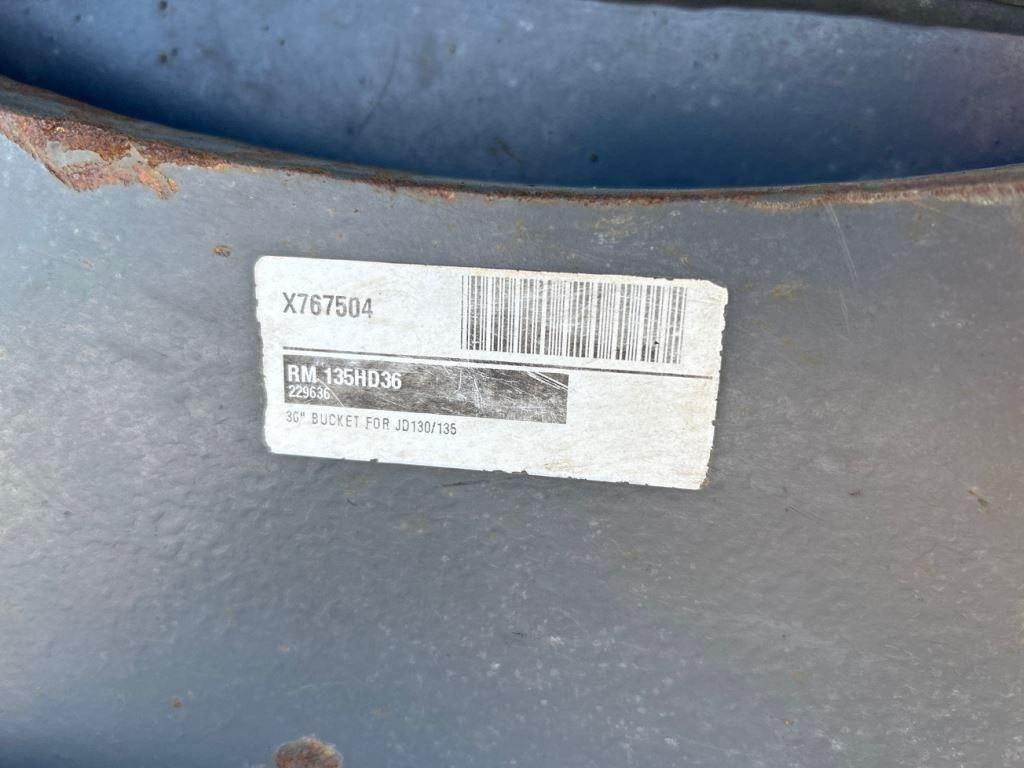 X767504
RM 135HD36
229636
36" BUCKET FOR JD130/135